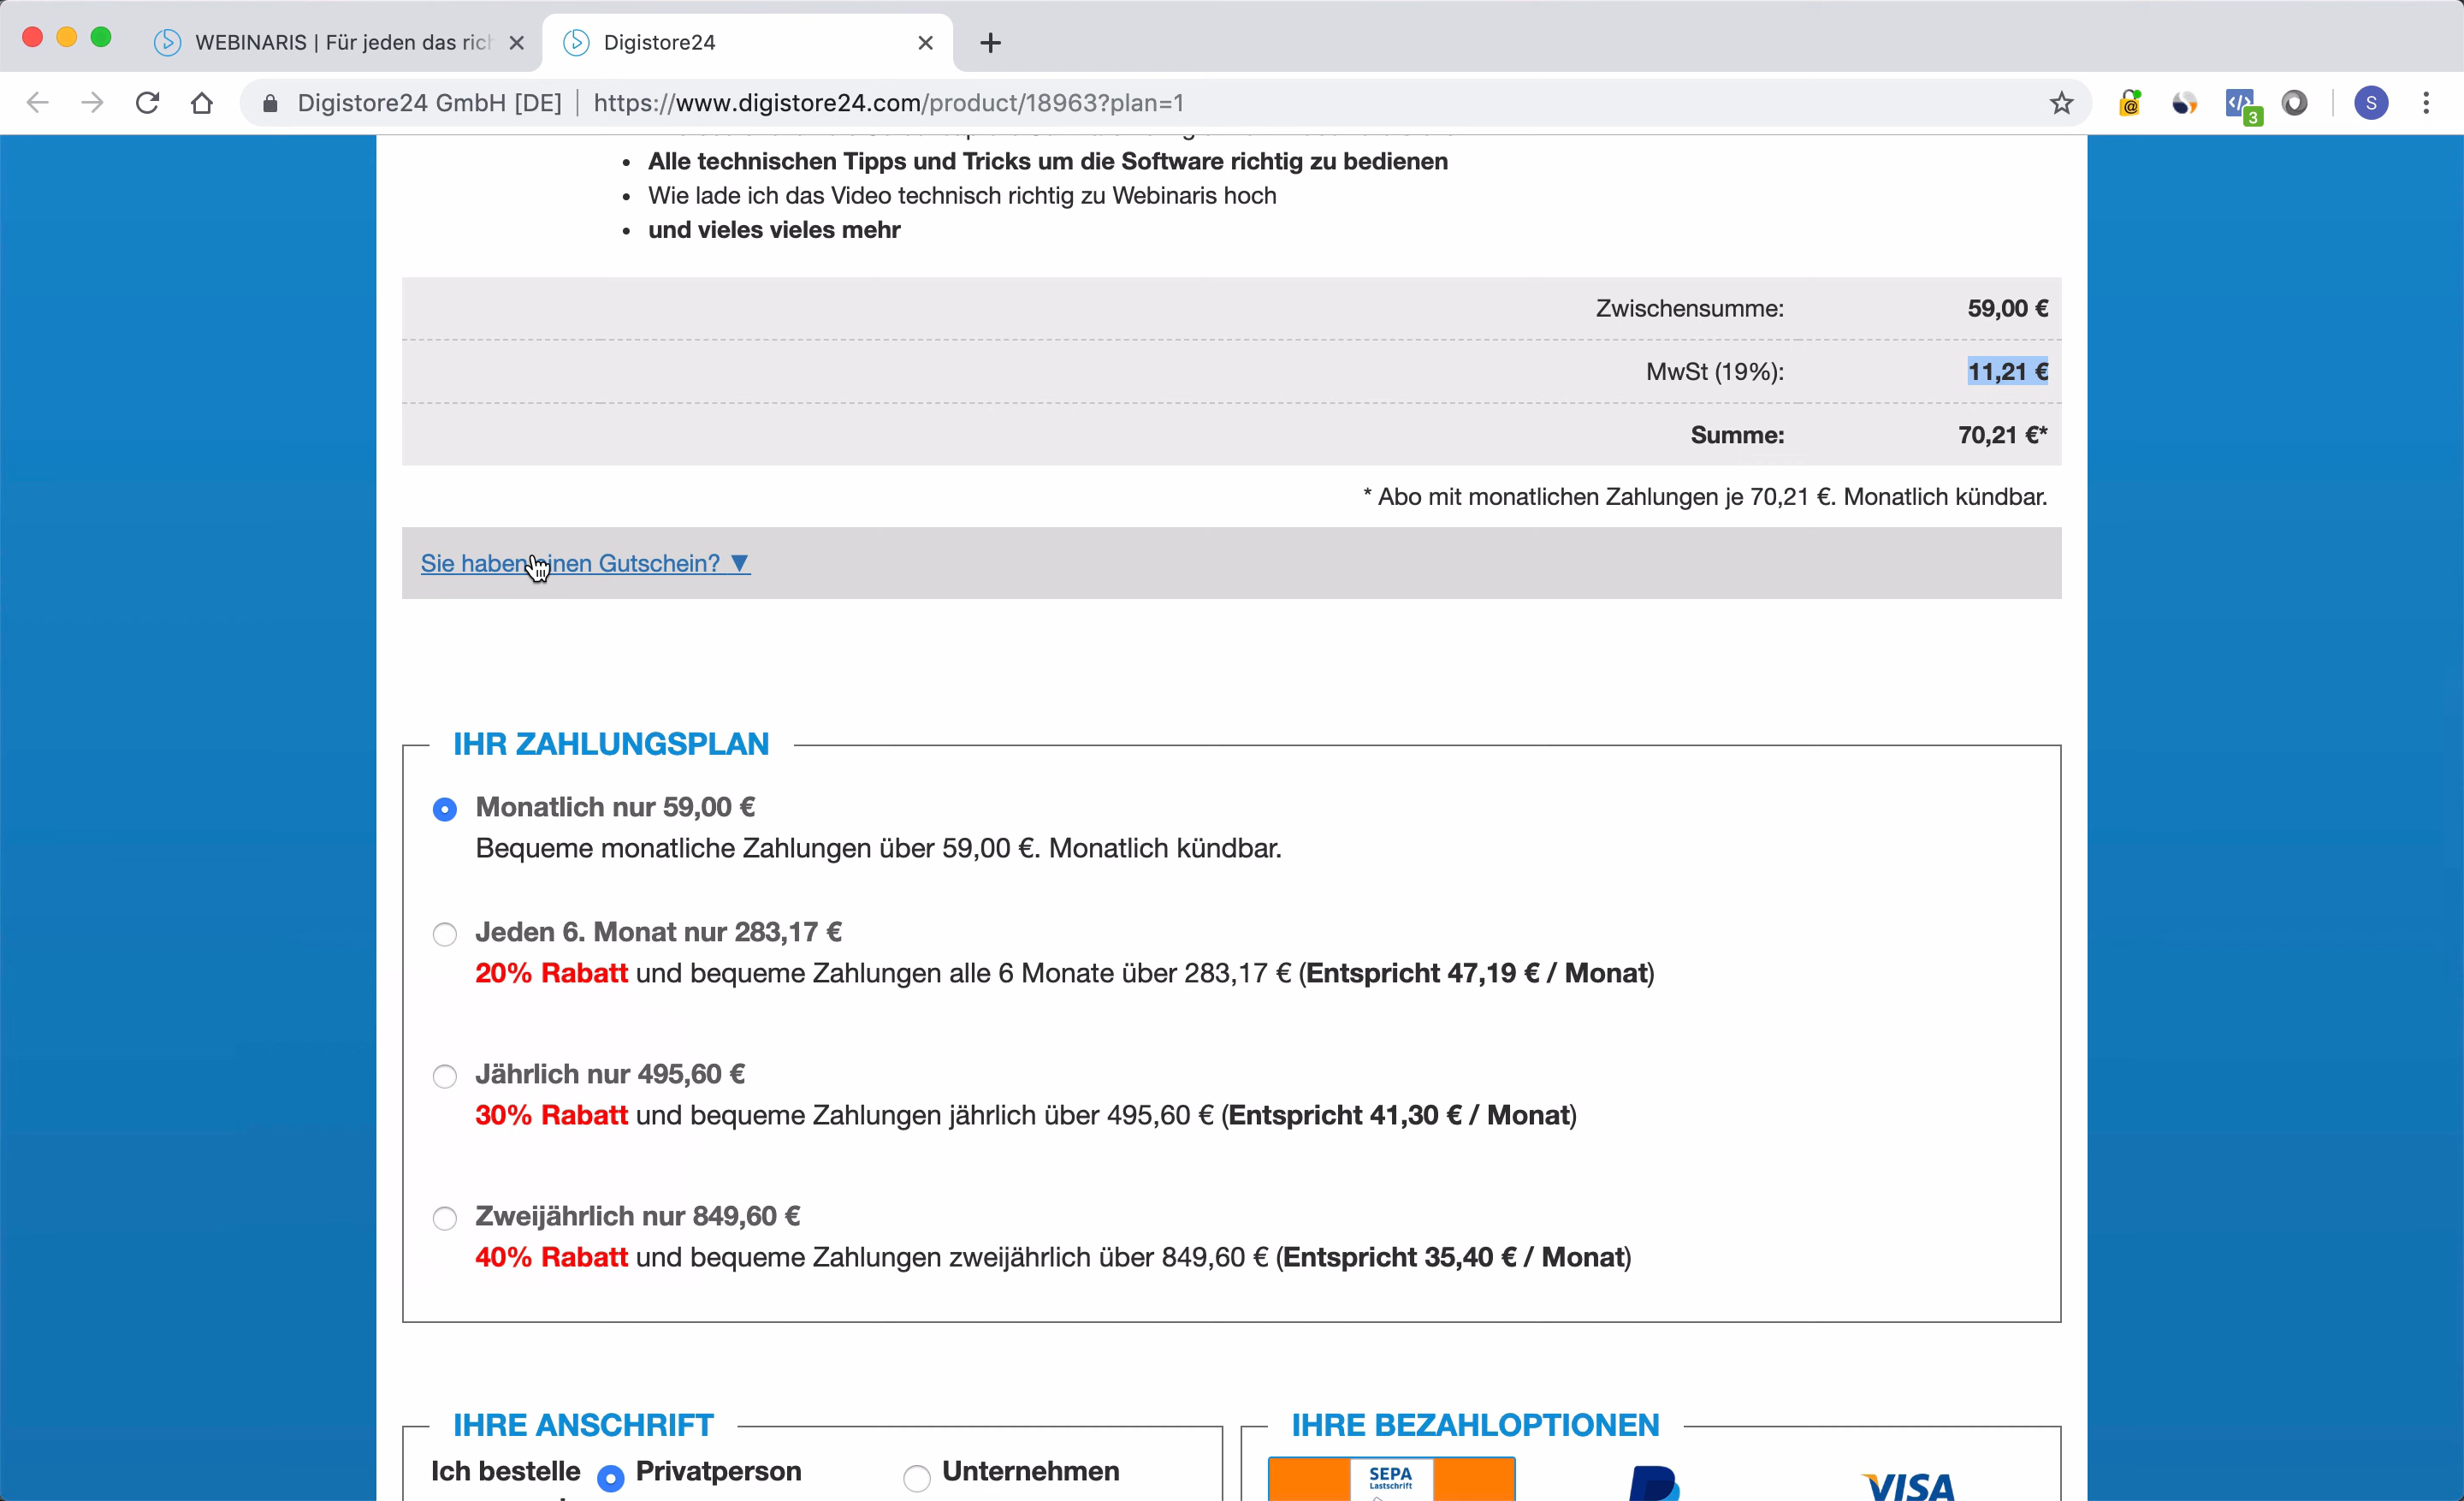 WEBINARIS | Für jeden das rich
Digistore24
Digistore24 GmbH [DE] | https://www.digistore24.com/product/18963?plan=1
3
S
• Alle technischen Tipps und Tricks um die Software richtig zu bedienen
• Wie lade ich das Video technisch richtig zu Webinaris hoch
• und vieles vieles mehr
Zwischensumme: 59,00 €
MwSt (19%): 11,21 €
Summe: 70,21 €*
* Abo mit monatlichen Zahlungen je 70,21 €. Monatlich kündbar.
Sie haben einen Gutschein? ▼
IHR ZAHLUNGSPLAN
Monatlich nur 59,00 €
Bequeme monatliche Zahlungen über 59,00 €. Monatlich kündbar.
Jeden 6. Monat nur 283,17 €
20% Rabatt und bequeme Zahlungen alle 6 Monate über 283,17 € (Entspricht 47,19 € / Monat)
Jährlich nur 495,60 €
30% Rabatt und bequeme Zahlungen jährlich über 495,60 € (Entspricht 41,30 € / Monat)
Zweijährlich nur 849,60 €
40% Rabatt und bequeme Zahlungen zweijährlich über 849,60 € (Entspricht 35,40 € / Monat)
IHRE ANSCHRIFT
IHRE BEZAHLOPTIONEN
Ich bestelle Privatperson Unternehmen
SEPA
Lastschrift
VISA